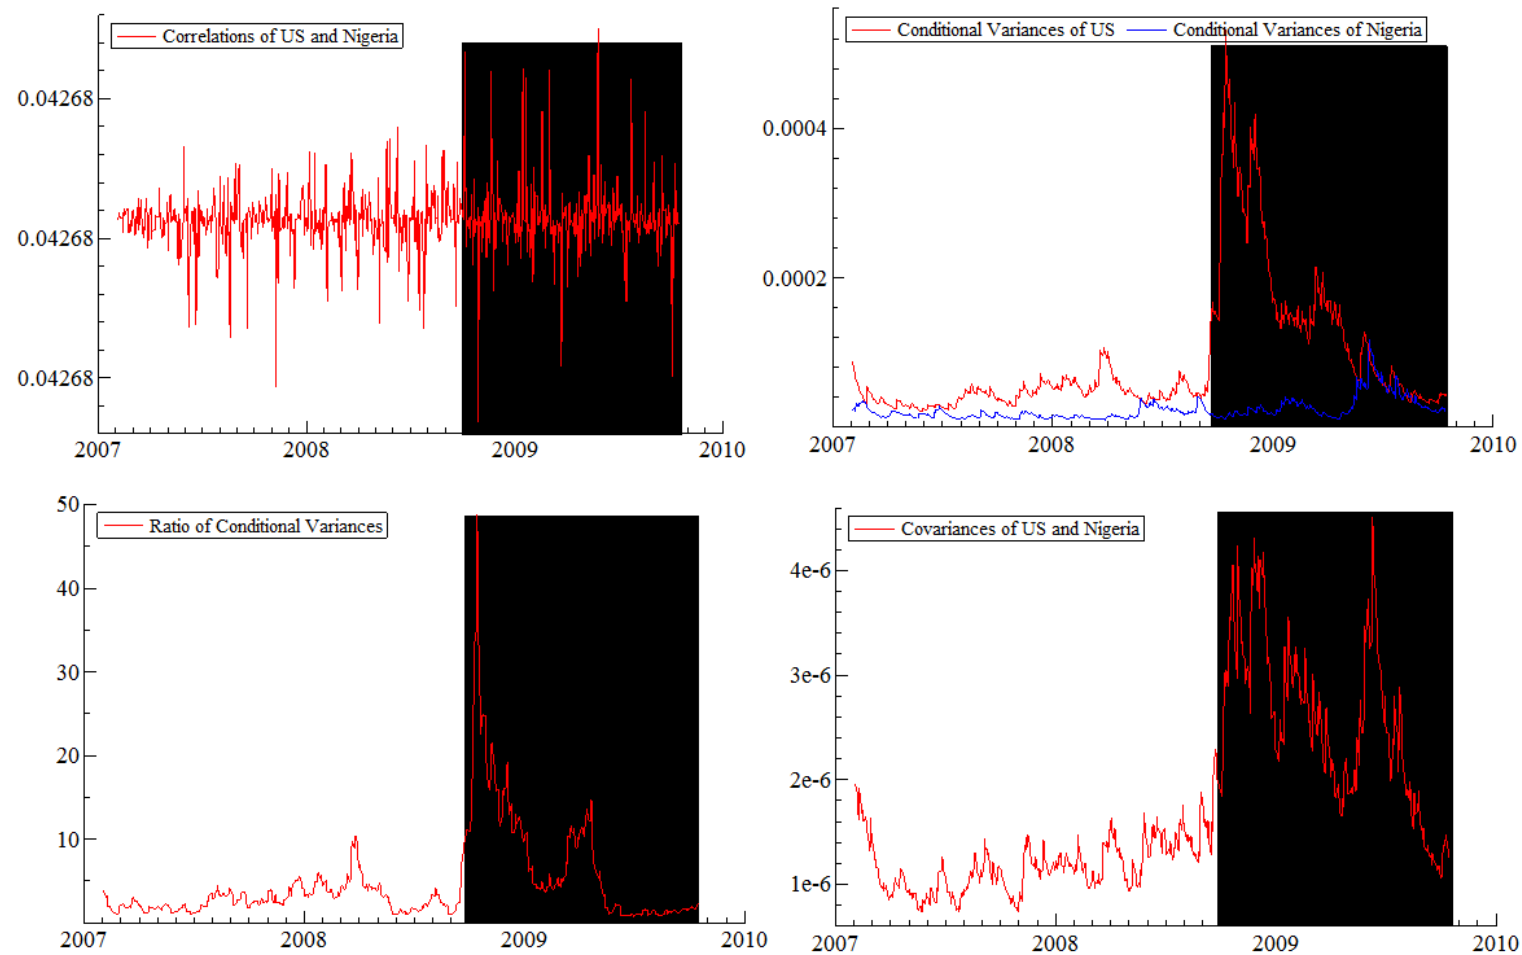 Correlations of US and Nigeria
0.04268
0.04268
0.04268
2007 2008 2009 2010
Conditional Variances of US Conditional Variances of Nigeria
0.0004
0.0002
2007 2008 2009 2010
Ratio of Conditional Variances
50
40
30
20
10
2007 2008 2009 2010
Covariances of US and Nigeria
4e-6
3e-6
2e-6
1e-6
2007 2008 2009 2010